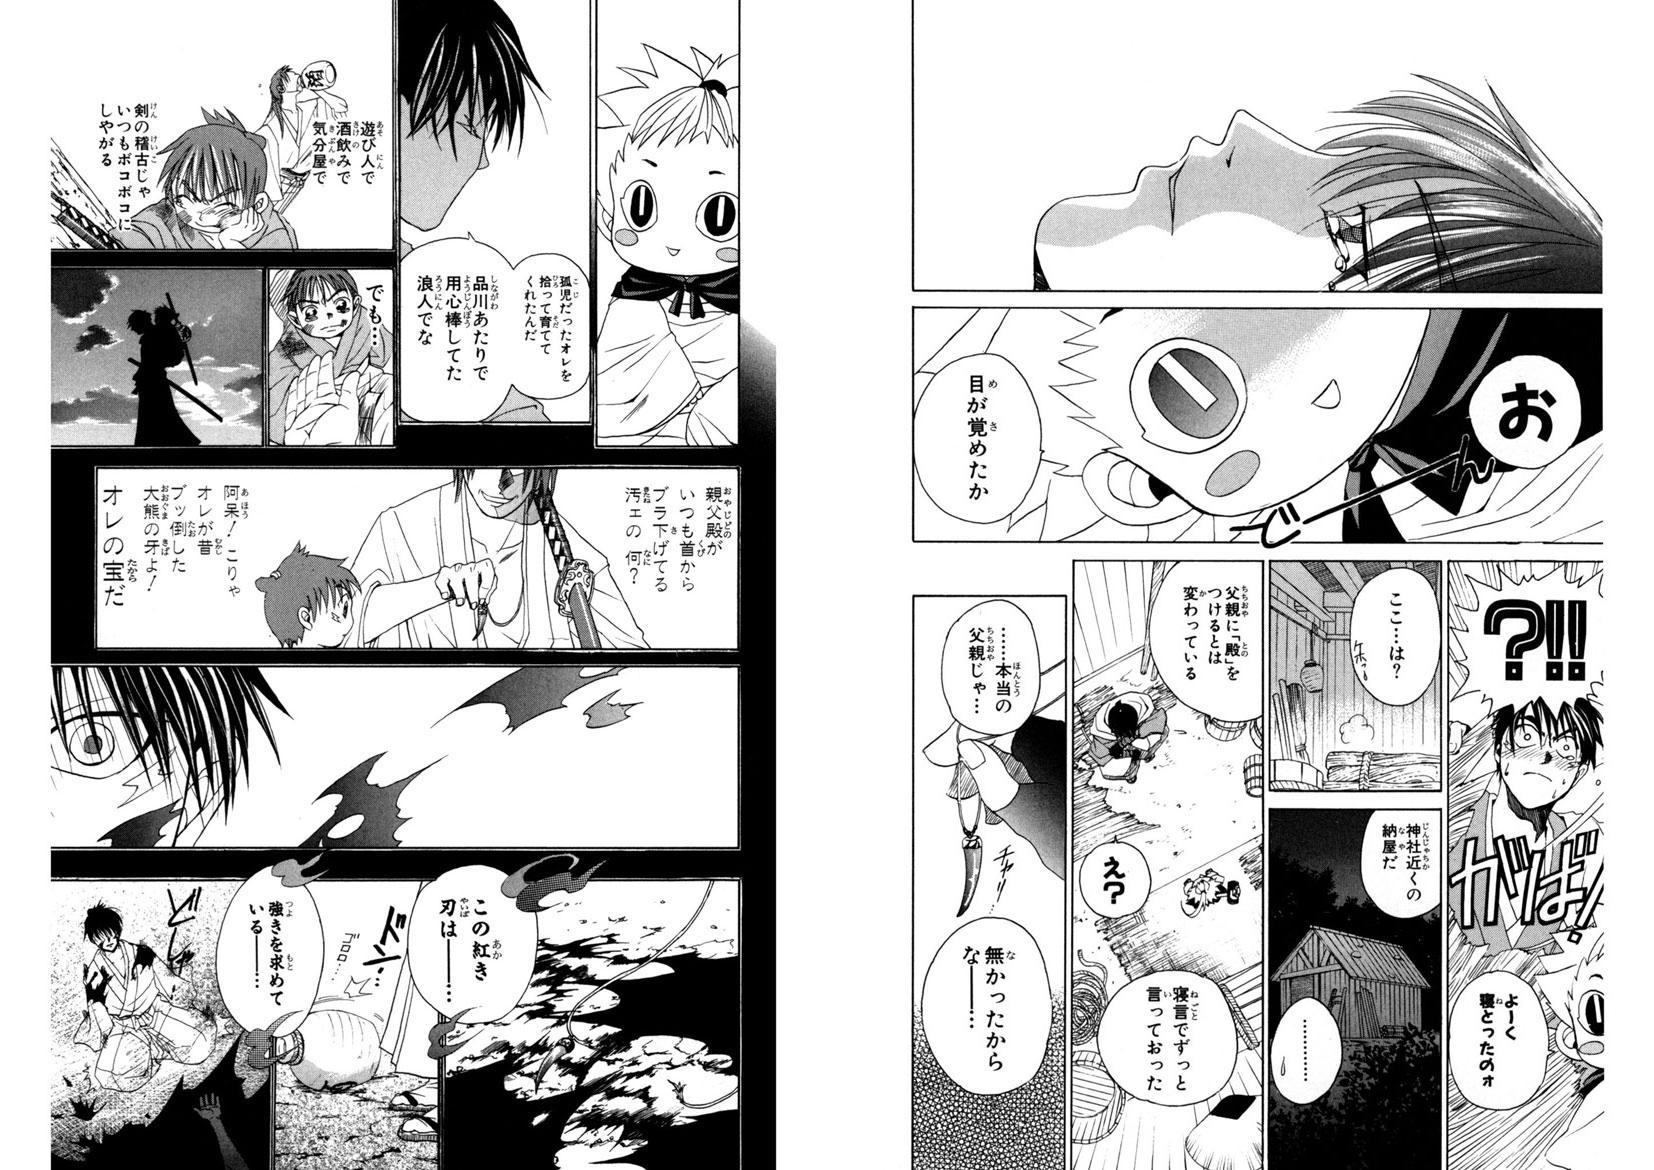 お
目が覚めたか
どーん
?!!
がばっ!
よーく
寝とったのォ
ここ…は?
神社近くの
納屋だ
…………
父親に「殿」を
つけるとは
変わっている
え?
寝言でずっと
言っておった
……本当の
父親じゃ…
チャリ
無かったから
な―――…
孤児だったオレを
拾って育てて
くれたんだ
品川あたりで
用心棒してた
浪人でな
遊び人で
酒飲みで
気分屋で
剣の稽古じゃ
いつもボコボコに
しやがる
でも…
親父殿が
いつも首から
ブラ下げてる
汚ェの何?
阿呆!こりゃ
オレが昔
ブッ倒した
大熊の牙よ!
オレの宝だ
この紅き
刃は――…
ゴロロ…
強きを求めて
いる――…